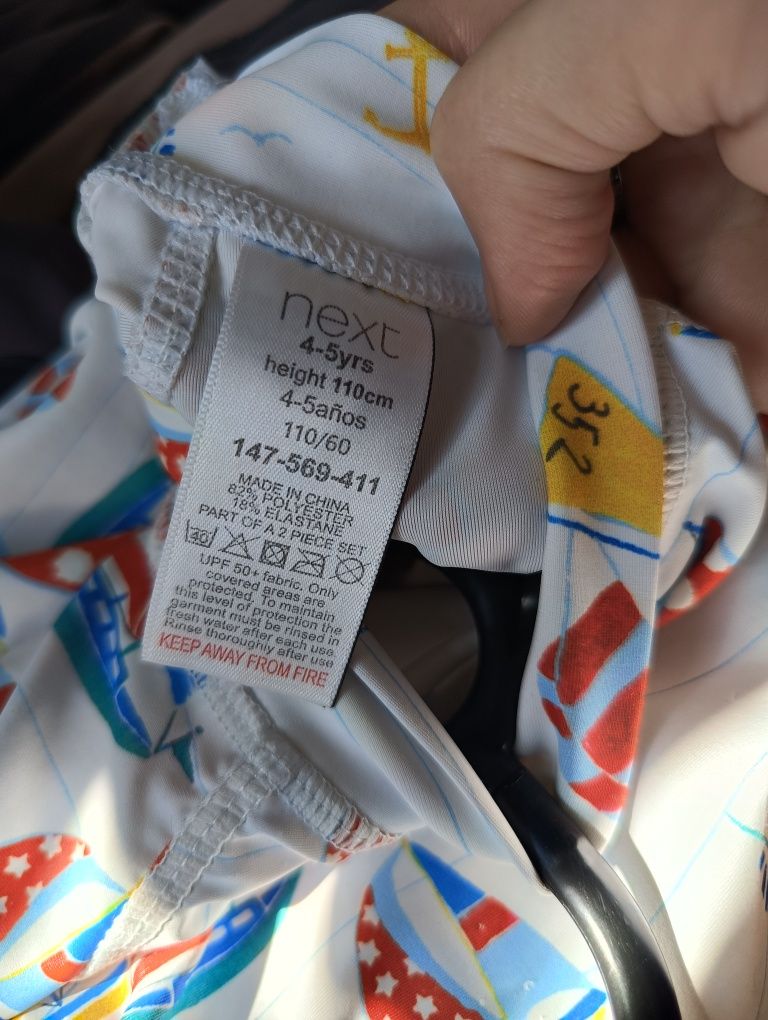 next
4-5yrs
height 110cm
4-5años
110/60
147-569-411
MADE IN CHINA
82% POLYESTER
18% ELASTANE
PART OF A 2 PIECE SET
40
UPF 50+ fabric. Only
covered areas are
protected. To maintain
this level of protection the
garment must be rinsed in
fresh water after each use.
Rinse thoroughly after use
KEEP AWAY FROM FIRE
352